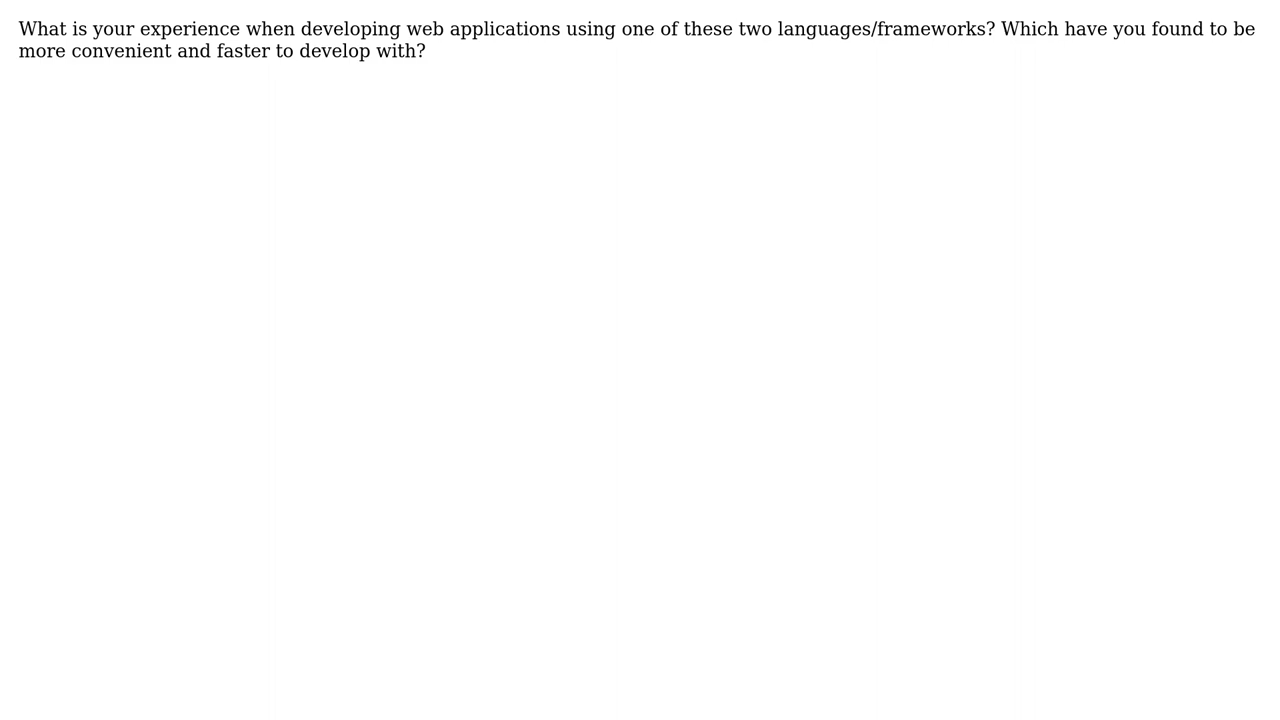 What is your experience when developing web applications using one of these two languages/frameworks? Which have you found to be
more convenient and faster to develop with?